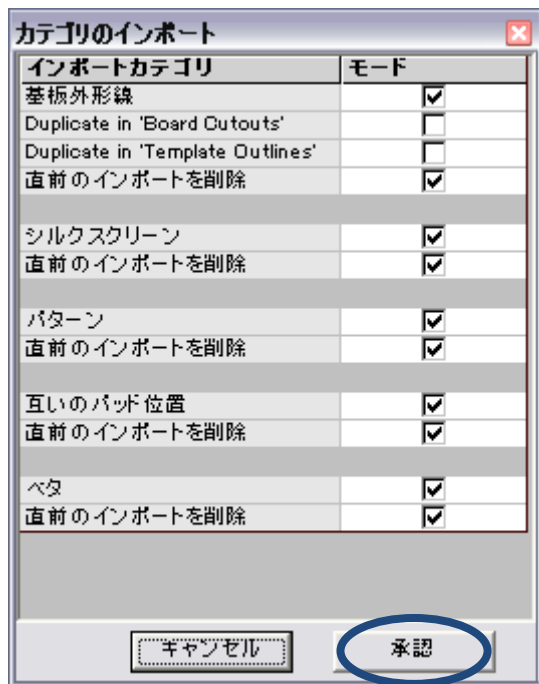 カテゴリのインポート
インポートカテゴリ モード
基板外形線
Duplicate in 'Board Cutouts'
Duplicate in 'Template Outlines'
直前のインポートを削除
シルクスクリーン
直前のインポートを削除
パターン
直前のインポートを削除
互いのパッド位置
直前のインポートを削除
ベタ
直前のインポートを削除
キャンセル 承認